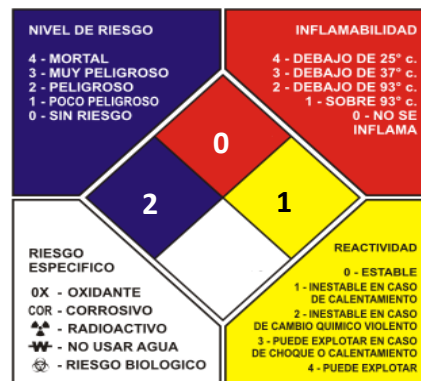 NIVEL DE RIESGO
4 - MORTAL
3 - MUY PELIGROSO
2 - PELIGROSO
1 - POCO PELIGROSO
0 - SIN RIESGO
INFLAMABILIDAD
4 - DEBAJO DE 25° c.
3 - DEBAJO DE 37° c.
2 - DEBAJO DE 93° c.
1 - SOBRE 93° c.
0 - NO SE
INFLAMA
0
2
1
RIESGO
ESPECIFICO
0X - OXIDANTE
COR - CORROSIVO
- RADIOACTIVO
W - NO USAR AGUA
- RIESGO BIOLOGICO
REACTIVIDAD
0 - ESTABLE
1 - INESTABLE EN CASO
DE CALENTAMIENTO
2 - INESTABLE EN CASO
DE CAMBIO QUIMICO VIOLENTO
3 - PUEDE EXPLOTAR EN CASO
DE CHOQUE O CALENTAMIENTO
4 - PUEDE EXPLOTAR